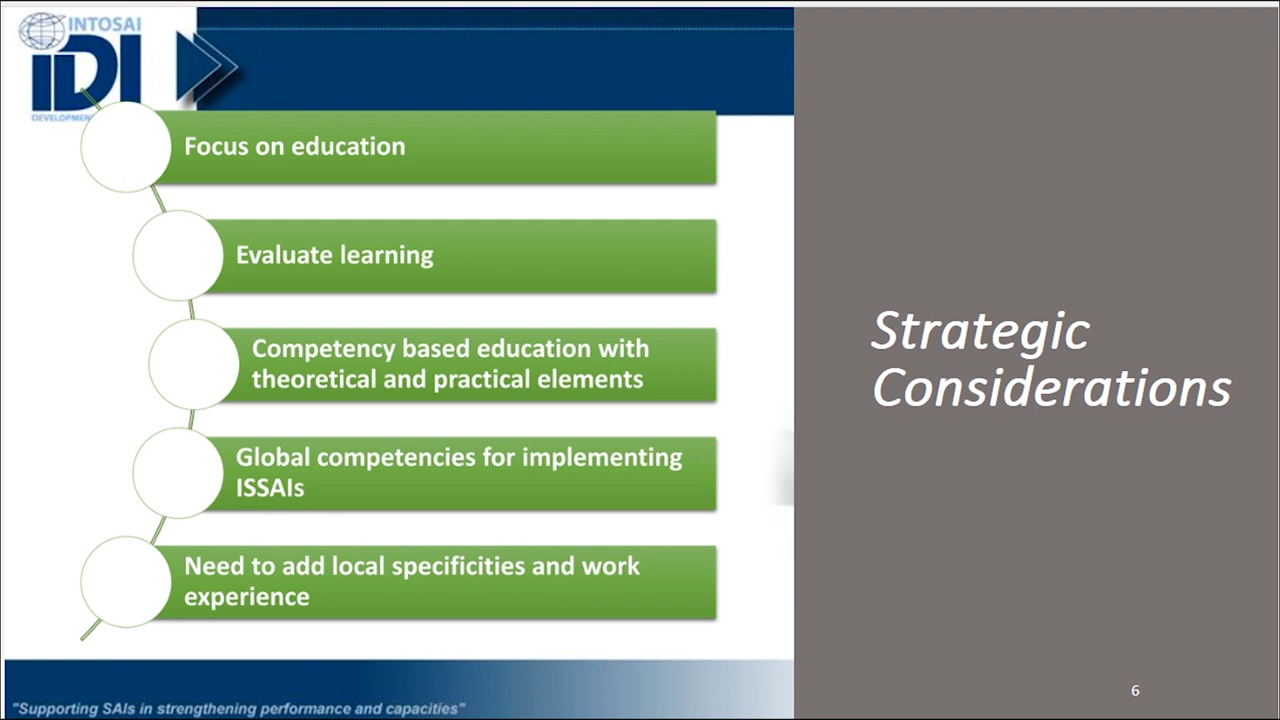 INTOSAI
IDI
DEVELOPMEN
Focus on education
Evaluate learning
Competency based education with
theoretical and practical elements
Global competencies for implementing
ISSAIs
Need to add local specificities and work
experience
Strategic
Considerations
6
"Supporting SAIs in strengthening performance and capacities"